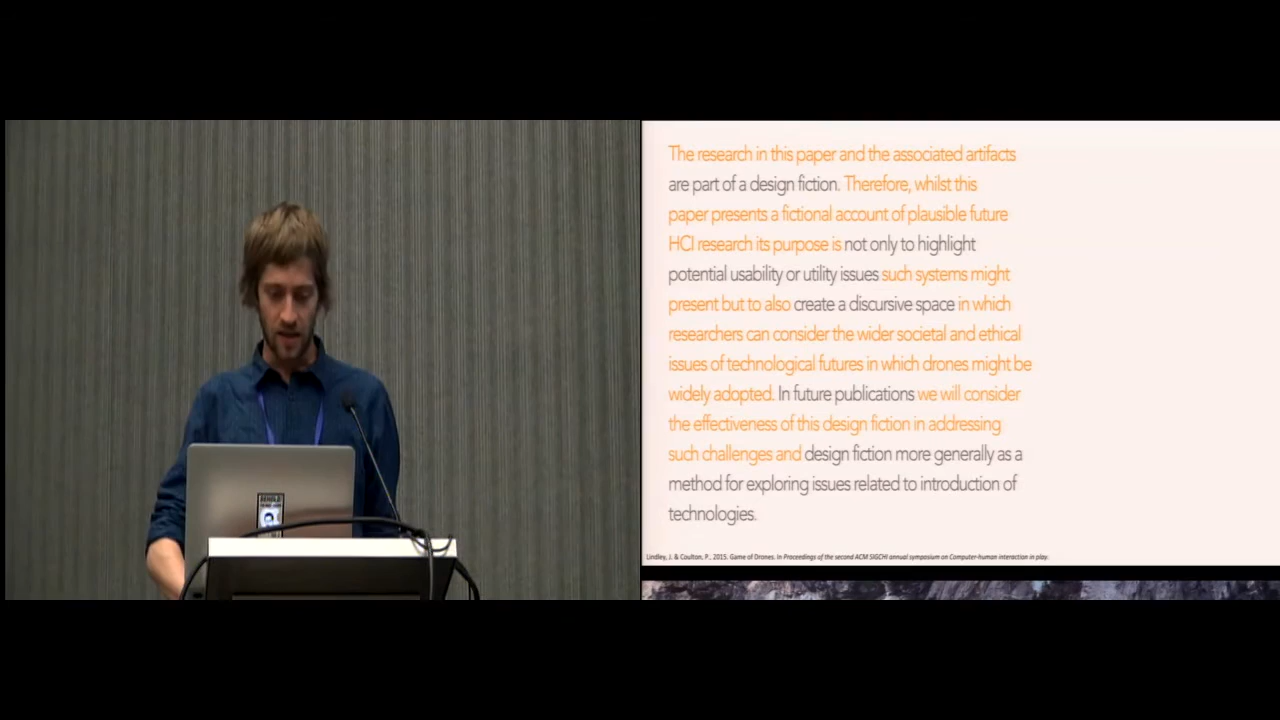 The research in this paper and the associated artifacts
are part of a design fiction. Therefore, whilst this
paper presents a fictional account of plausible future
HCI research its purpose is not only to highlight
potential usability or utility issues such systems might
present but to also create a discursive space in which
researchers can consider the wider societal and ethical
issues of technological futures in which drones might be
widely adopted. In future publications we will consider
the effectiveness of this design fiction in addressing
such challenges and design fiction more generally as a
method for exploring issues related to introduction of
technologies.
Lindley, J. & Coulton, P., 2015. Game of Drones. In Proceedings of the second ACM SIGCHI annual symposium on Computer-human interaction in play.